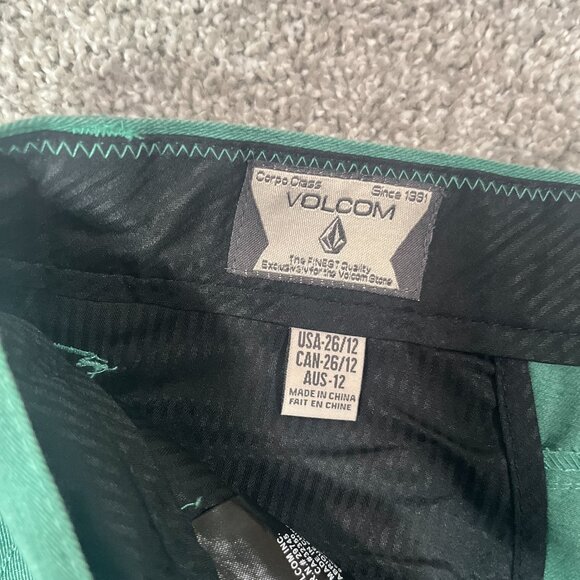 Corpo Class Since 1991
VOLCOM
The FINEST Quality
Exclusively for the Volcom Stone
USA-26/12
CAN-26/12
AUS-12
MADE IN CHINA
FAIT EN CHINE